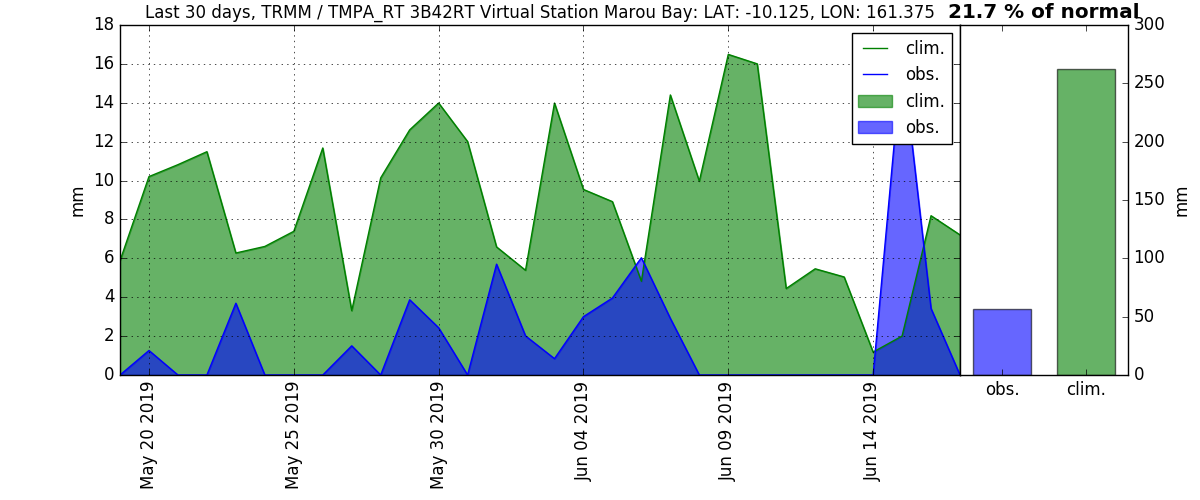 Last 30 days, TRMM / TMPA_RT 3B42RT Virtual Station Marou Bay: LAT: -10.125, LON: 161.375 21.7 % of normal
18
16
14
12
10
8
6
4
2
0
mm
clim.
obs.
clim.
obs.
300
250
200
150
100
50
0
mm
May 20 2019
May 25 2019
May 30 2019
Jun 04 2019
Jun 09 2019
Jun 14 2019
obs.
clim.